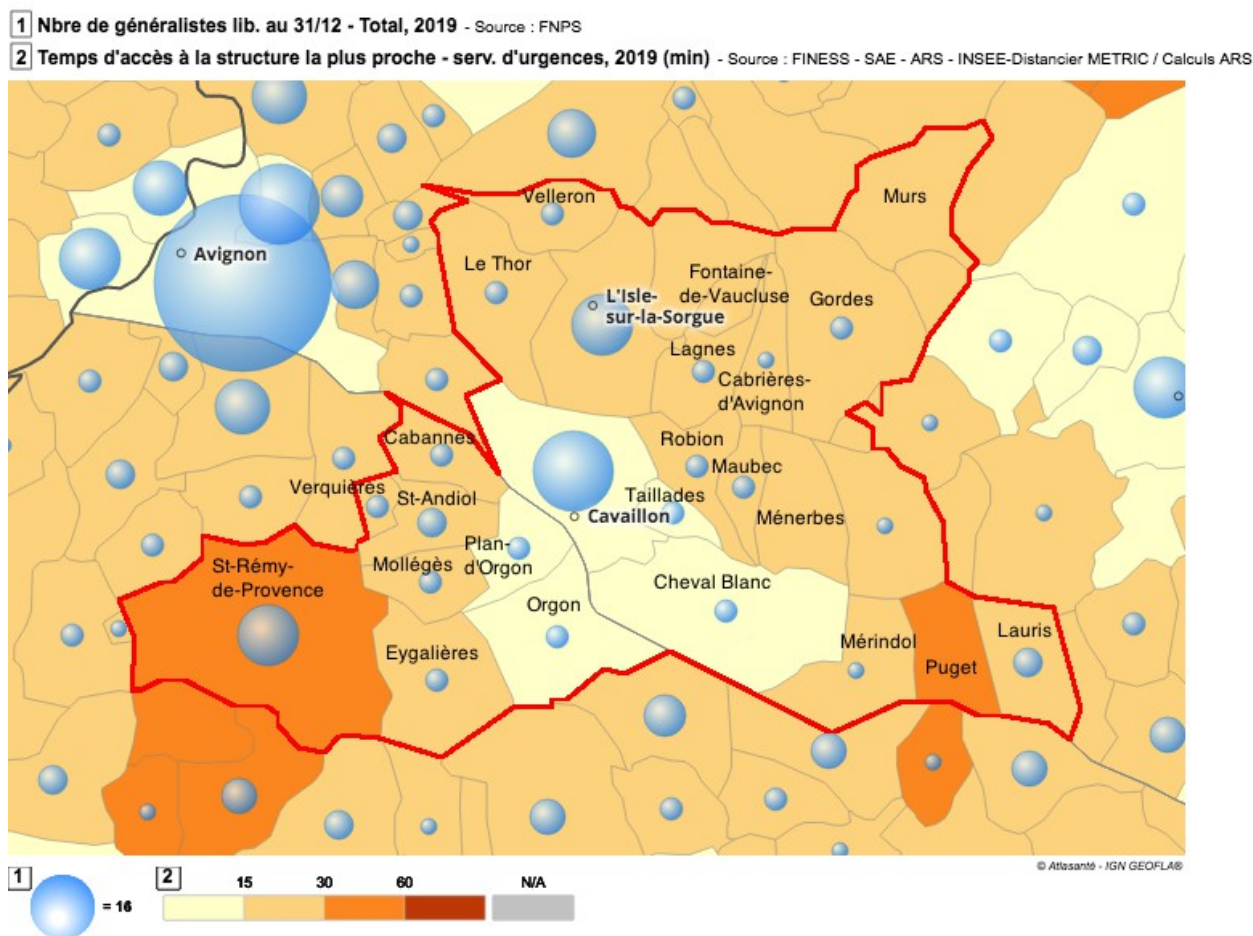 1 Nbre de généralistes lib. au 31/12 - Total, 2019 - Source : FNPS
2 Temps d'accès à la structure la plus proche - serv. d'urgences, 2019 (min) - Source : FINESS - SAE - ARS - INSEE-Distancier METRIC / Calculs ARS
Velleron
Murs
Avignon
Le Thor
Fontaine-
de-Vaucluse
L'Isle-
sur-la-Sorgue
Gordes
Lagnes
Cabrières-
d'Avignon
Cabannes
Robion
Maubec
Verquières
St-Andiol
Taillades
Cavaillon
Ménerbes
Plan-
d'Orgon
Mollégès
St-Rémy-
de-Provence
Cheval Blanc
Orgon
Lauris
Mérindol
Eygalières
Puget
© Atlasanté - IGN GEOFLA®
1
= 16
2
15 30 60 N/A